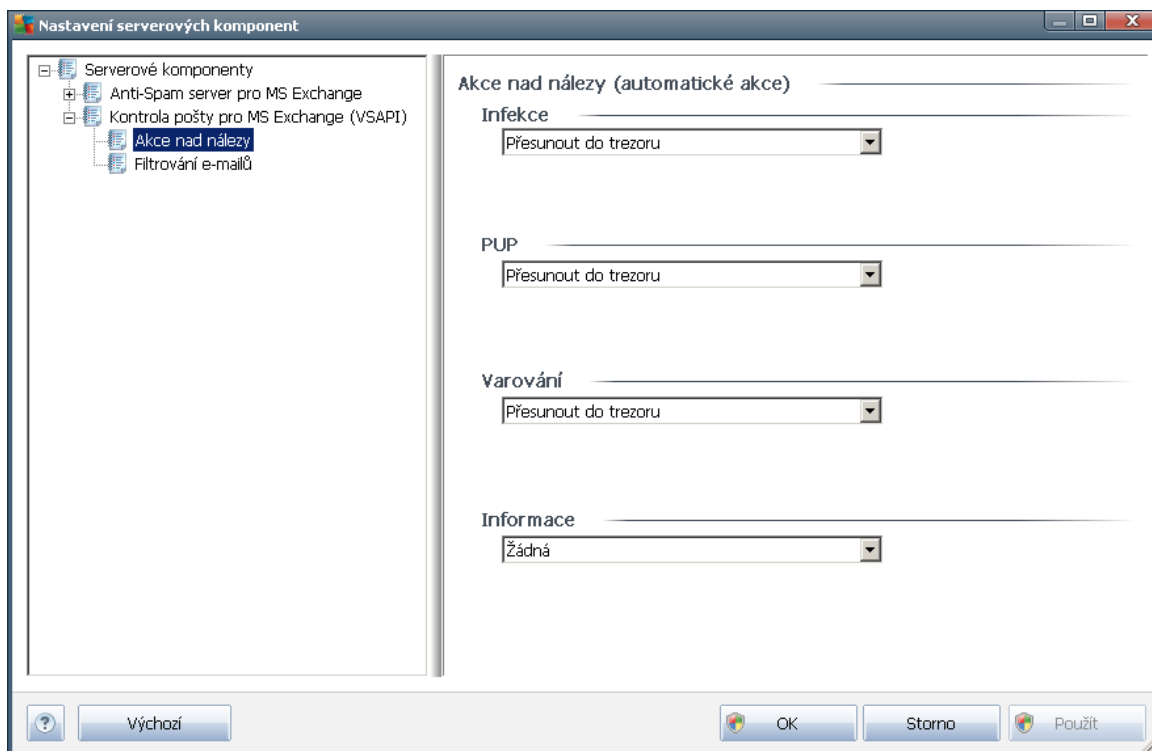 Nastavení serverových komponent
Serverové komponenty
Anti-Spam server pro MS Exchange
Kontrola pošty pro MS Exchange (VSAPI)
Akce nad nálezy
Filtrování e-mailů
Akce nad nálezy (automatické akce)
Infekce
Přesunout do trezoru
PUP
Přesunout do trezoru
Varování
Přesunout do trezoru
Informace
Žádná
?
Výchozí
OK
Storno
Použít